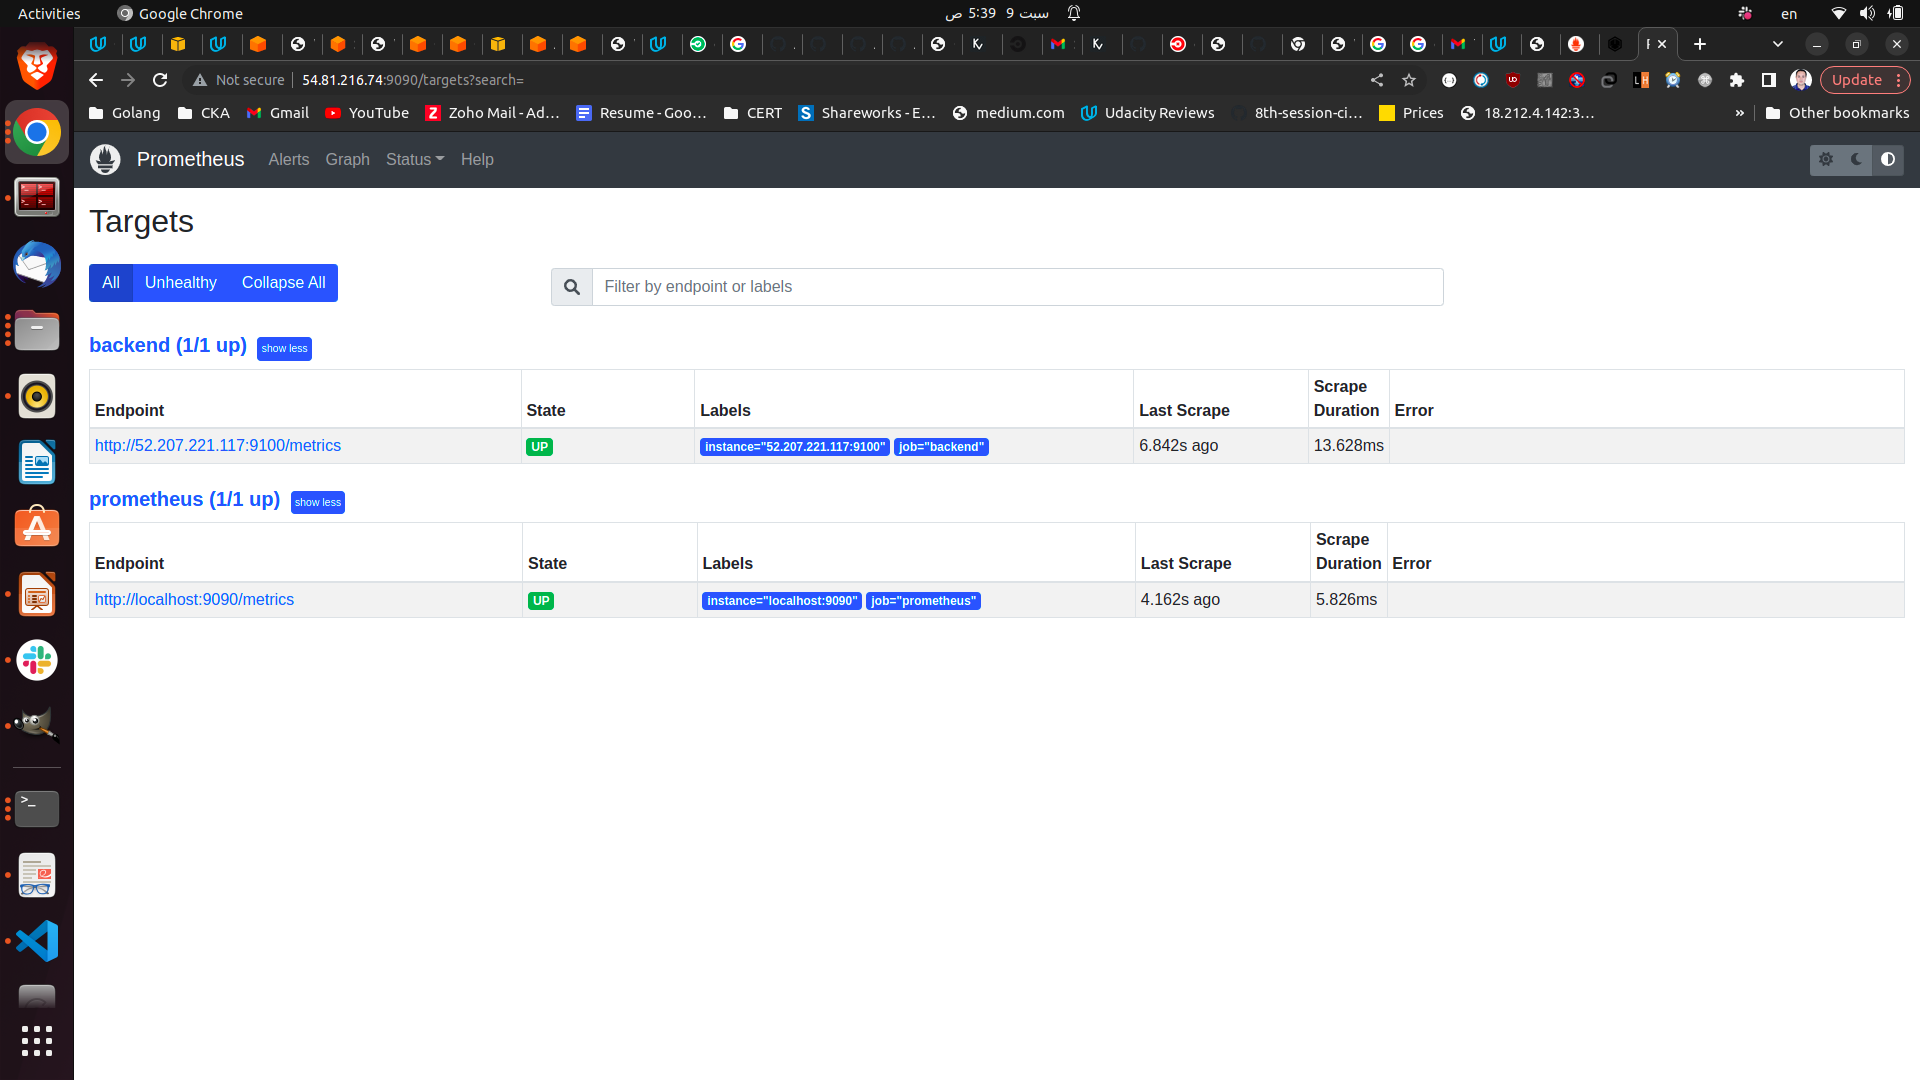 Activities
Google Chrome
سبت 9 5:39 ص
en
Not secure
54.81.216.74:9090/targets?search=
Update
Golang
CKA
Gmail
YouTube
Zoho Mail - Ad…
Resume - Goo…
CERT
Shareworks - E…
medium.com
Udacity Reviews
8th-session-ci…
Prices
18.212.4.142:3…
»
Other bookmarks
Prometheus
Alerts
Graph
Status
Help
Targets
All
Unhealthy
Collapse All
Filter by endpoint or labels
backend (1/1 up)
show less
Endpoint
State
Labels
Last Scrape
Scrape
Duration
Error
http://52.207.221.117:9100/metrics
UP
instance="52.207.221.117:9100"
job="backend"
6.842s ago
13.628ms
prometheus (1/1 up)
show less
Endpoint
State
Labels
Last Scrape
Scrape
Duration
Error
http://localhost:9090/metrics
UP
instance="localhost:9090"
job="prometheus"
4.162s ago
5.826ms